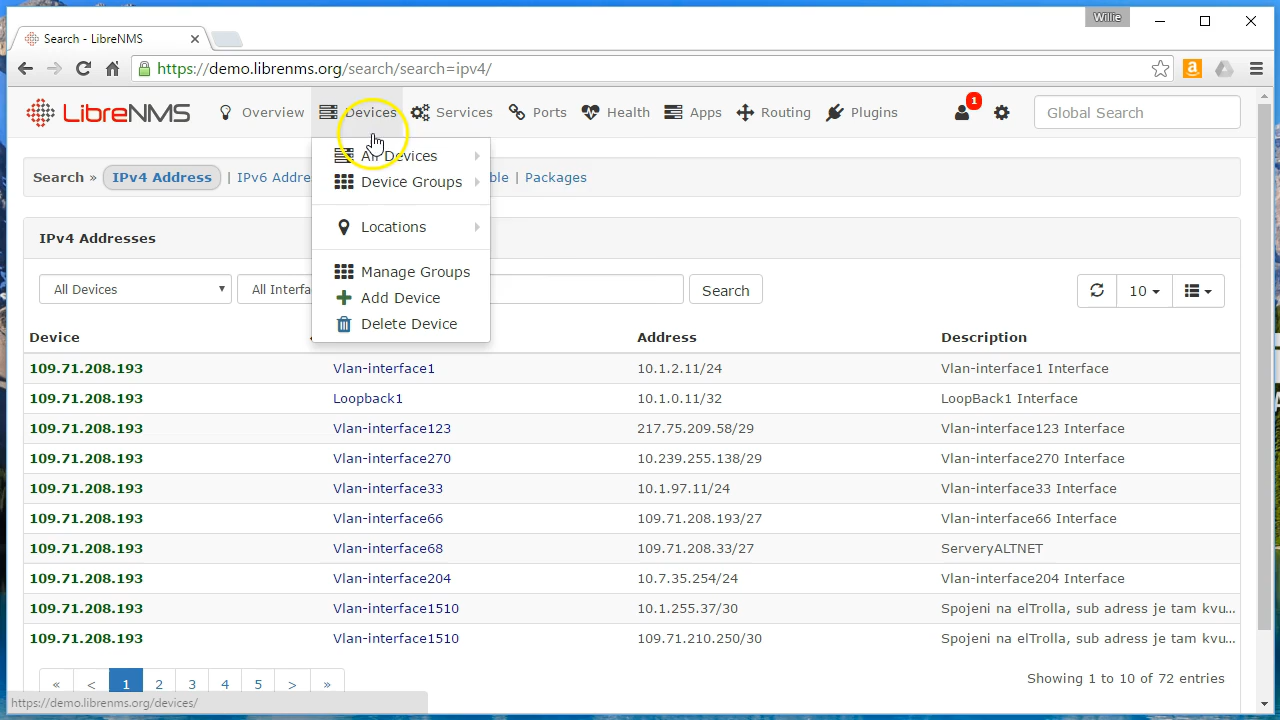 Willie
Search - LibreNMS
https://demo.librenms.org/search/search=ipv4/
LibreNMS Overview Devices Services Ports Health Apps Routing Plugins 1 Global Search
All Devices
Device Groups
Locations
Manage Groups
Add Device
Delete Device
Search » IPv4 Address | IPv6 Addre ble | Packages
IPv4 Addresses
All Devices All Interfa Search 10
Device Address Description
109.71.208.193 Vlan-interface1 10.1.2.11/24 Vlan-interface1 Interface
109.71.208.193 Loopback1 10.1.0.11/32 LoopBack1 Interface
109.71.208.193 Vlan-interface123 217.75.209.58/29 Vlan-interface123 Interface
109.71.208.193 Vlan-interface270 10.239.255.138/29 Vlan-interface270 Interface
109.71.208.193 Vlan-interface33 10.1.97.11/24 Vlan-interface33 Interface
109.71.208.193 Vlan-interface66 109.71.208.193/27 Vlan-interface66 Interface
109.71.208.193 Vlan-interface68 109.71.208.33/27 ServeryALTNET
109.71.208.193 Vlan-interface204 10.7.35.254/24 Vlan-interface204 Interface
109.71.208.193 Vlan-interface1510 10.1.255.37/30 Spojeni na elTrolla, sub adress je tam kvu...
109.71.208.193 Vlan-interface1510 109.71.210.250/30 Spojeni na elTrolla, sub adress je tam kvu...
« < 1 2 3 4 5 > » Showing 1 to 10 of 72 entries
https://demo.librenms.org/devices/